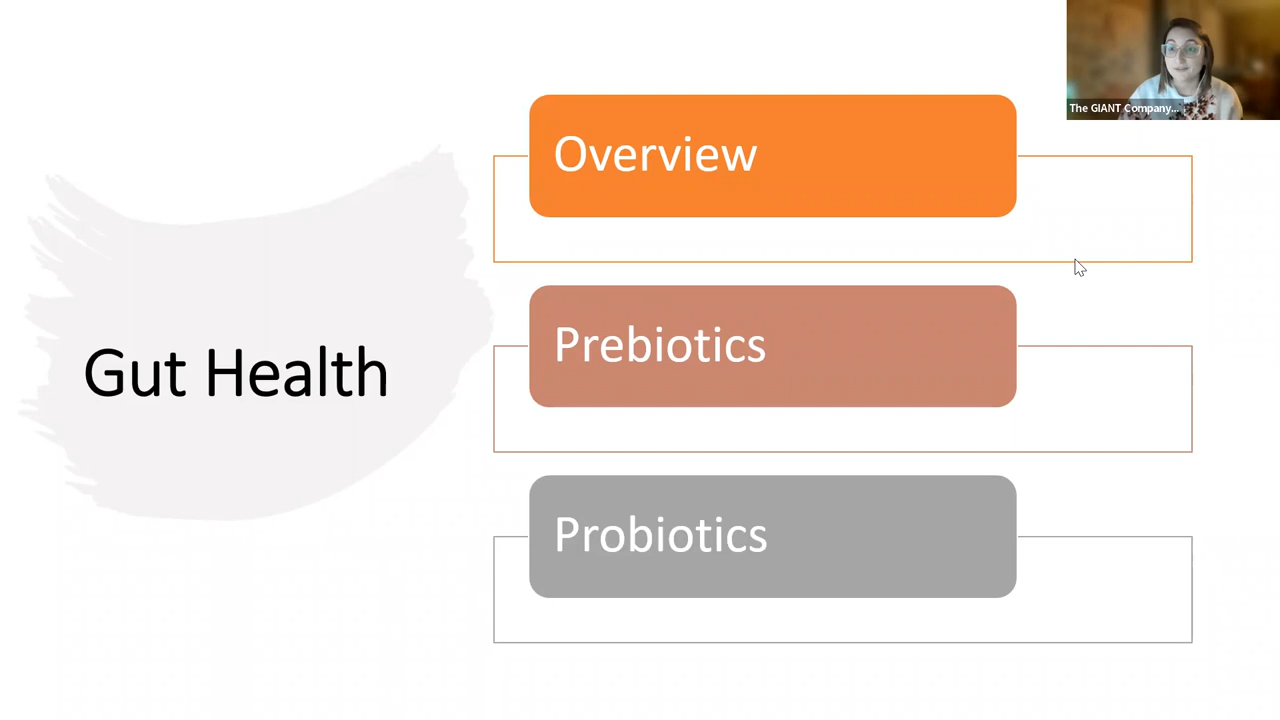 The GIANT Company...
Overview
Prebiotics
Gut Health
Probiotics